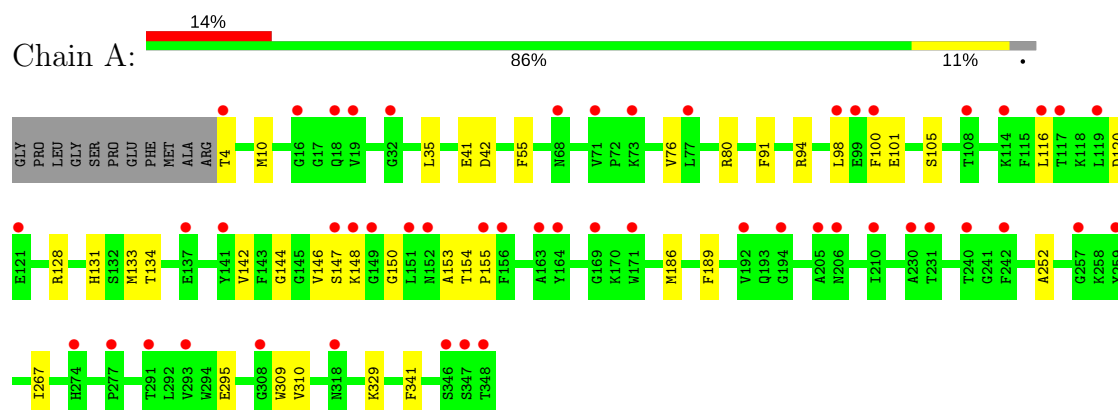 14%
Chain A:
86% 11% •
GLY PRO LEU GLY SER PRO GLU PHE MET ALA ARG T4 M10 G16 G17 Q18 V19 G32 L35 E41 D42 F55 N68 V71 P72 K73 V76 L77 R80 F91 R94 L98 E99 F100 E101 S105 T108 K114 F115 L116 T117 K118 L119
E121 R128 H131 S132 M133 T134 E137 Y141 V142 F143 G144 G145 V146 S147 K148 G149 G150 L151 N152 A153 T154 P155 F156 A163 Y164 G169 K170 W171 M186 F189 V192 Q193 G194 A205 N206 I210 A230 T231 T240 G241 F242 A252 G257 K258
I267 H274 P277 T291 L292 V293 W294 E295 G308 W309 V310 N318 K329 F341 S346 S347 T348